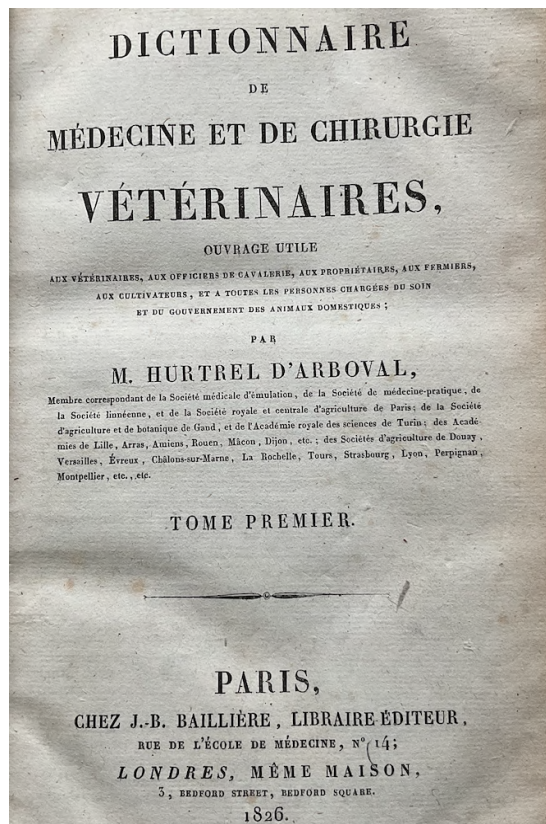 DICTIONNAIRE
DE
MÉDECINE ET DE CHIRURGIE
VÉTÉRINAIRES,
OUVRAGE UTILE
AUX VÉTÉRINAIRES, AUX OFFICIERS DE CAVALERIE, AUX PROPRIÉTAIRES, AUX FERMIERS,
AUX CULTIVATEURS, ET A TOUTES LES PERSONNES CHARGÉES DU SOIN
ET DU GOUVERNEMENT DES ANIMAUX DOMESTIQUES;
PAR
M. HURTREL D'ARBOVAL,
Membre correspondant de la Société médicale d'émulation, de la Société de médecine-pratique, de
la Société linnéenne, et de la Société royale et centrale d'agriculture de Paris; de la Société
d'agriculture et de botanique de Gand, et de l'Académie royale des sciences de Turin; des Acadé-
mies de Lille, Arras, Amiens, Rouen, Mâcon, Dijon, etc.; des Sociétés d'agriculture de Douay,
Versailles, Évreux, Châlons-sur-Marne, La Rochelle, Tours, Strasbourg, Lyon, Perpignan,
Montpellier, etc., etc.
TOME PREMIER.
PARIS,
CHEZ J.-B. BAILLIÈRE, LIBRAIRE-ÉDITEUR,
RUE DE L'ÉCOLE DE MÉDECINE, N° 14;
LONDRES, MÊME MAISON,
3, BEDFORD STREET, BEDFORD SQUARE.
1826.